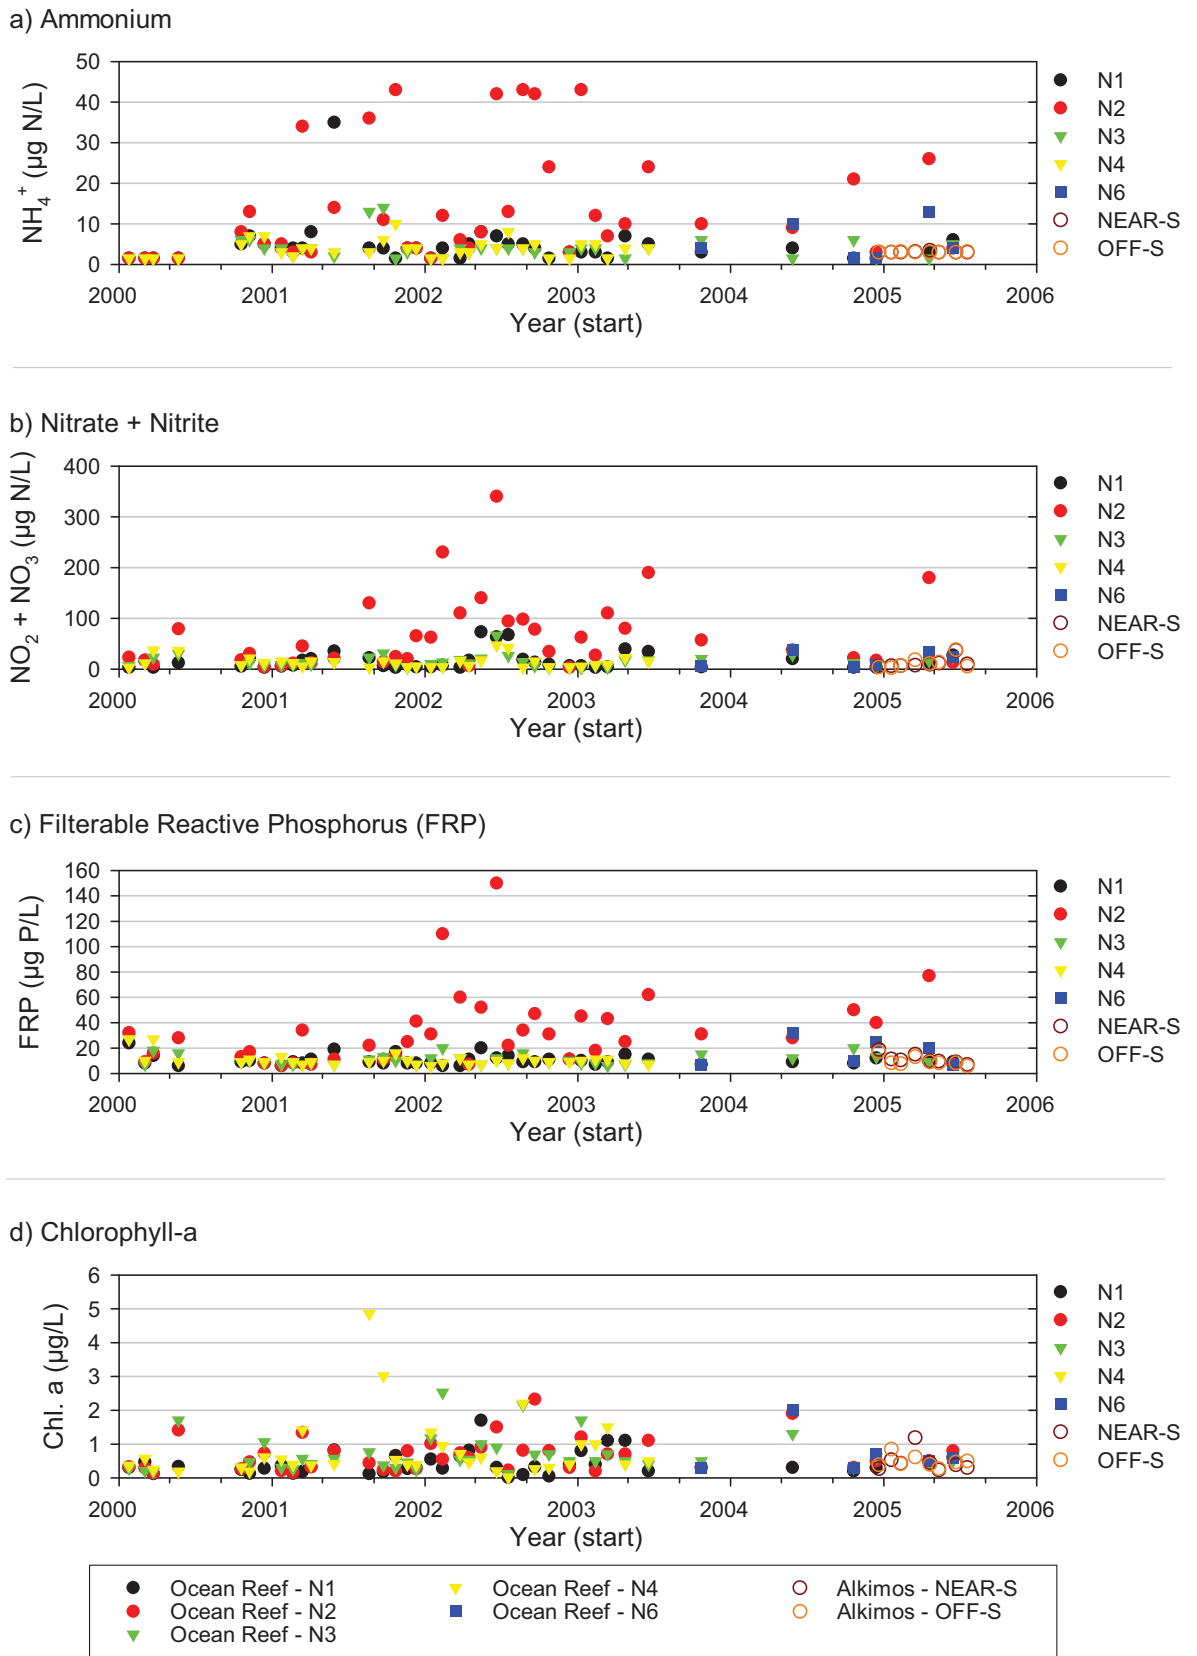 a) Ammonium
NH₄⁺ (µg N/L)
50
40
30
20
10
0
2000 2001 2002 2003 2004 2005 2006
Year (start)
N1
N2
N3
N4
N6
NEAR-S
OFF-S
b) Nitrate + Nitrite
NO₂ + NO₃ (µg N/L)
400
300
200
100
0
2000 2001 2002 2003 2004 2005 2006
Year (start)
N1
N2
N3
N4
N6
NEAR-S
OFF-S
c) Filterable Reactive Phosphorus (FRP)
FRP (µg P/L)
160
140
120
100
80
60
40
20
0
2000 2001 2002 2003 2004 2005 2006
Year (start)
N1
N2
N3
N4
N6
NEAR-S
OFF-S
d) Chlorophyll-a
Chl. a (µg/L)
6
5
4
3
2
1
0
2000 2001 2002 2003 2004 2005 2006
Year (start)
N1
N2
N3
N4
N6
NEAR-S
OFF-S
Ocean Reef - N1 Ocean Reef - N4 Alkimos - NEAR-S
Ocean Reef - N2 Ocean Reef - N6 Alkimos - OFF-S
Ocean Reef - N3